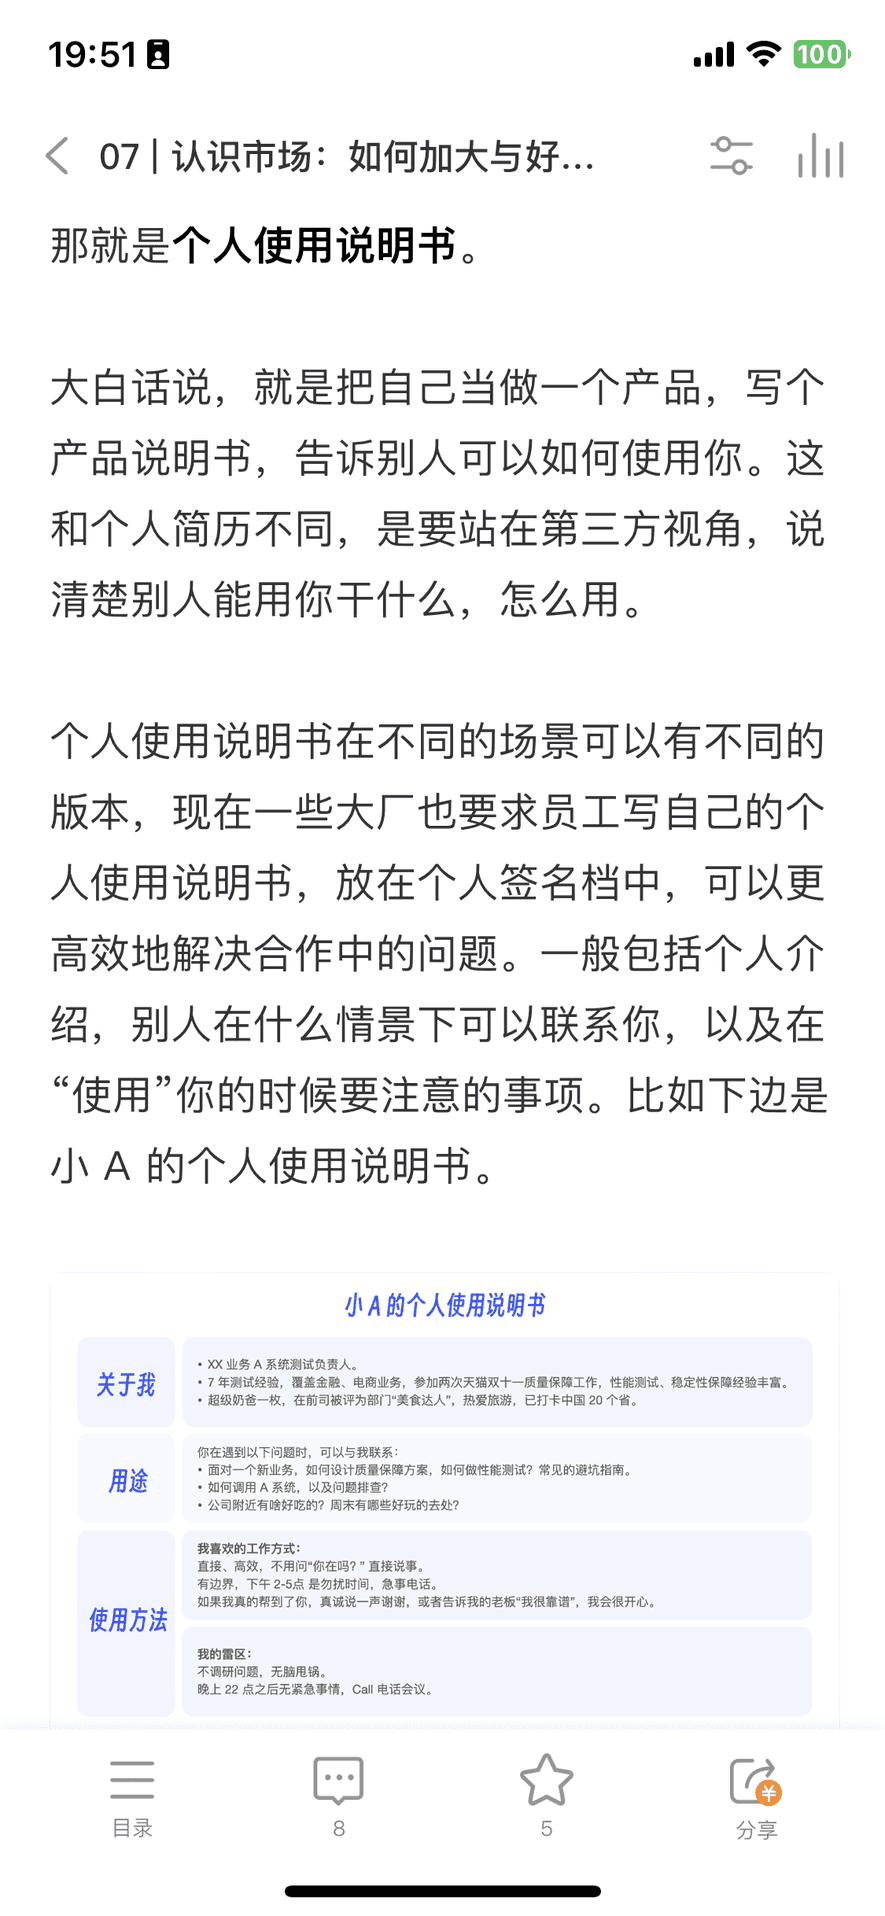 19:51
100
07 | 认识市场：如何加大与好...
那就是个人使用说明书。
大白话说，就是把自己当做一个产品，写个
产品说明书，告诉别人可以如何使用你。这
和个人简历不同，是要站在第三方视角，说
清楚别人能用你干什么，怎么用。
个人使用说明书在不同的场景可以有不同的
版本，现在一些大厂也要求员工写自己的个
人使用说明书，放在个人签名档中，可以更
高效地解决合作中的问题。一般包括个人介
绍，别人在什么情景下可以联系你，以及在
“使用”你的时候要注意的事项。比如下边是
小 A 的个人使用说明书。
小 A 的个人使用说明书
关于我
• XX 业务 A 系统测试负责人。
• 7 年测试经验，覆盖金融、电商业务，参加两次天猫双十一质量保障工作，性能测试、稳定性保障经验丰富。
• 超级奶爸一枚，在前司被评为部门“美食达人”，热爱旅游，已打卡中国 20 个省。
用途
你在遇到以下问题时，可以与我联系：
• 面对一个新业务，如何设计质量保障方案，如何做性能测试？常见的避坑指南。
• 如何调用 A 系统，以及问题排查？
• 公司附近有啥好吃的？周末有哪些好玩的去处？
使用方法
我喜欢的工作方式：
直接、高效，不用问“你在吗？” 直接说事。
有边界，下午 2-5点 是勿扰时间，急事电话。
如果我真的帮到了你，真诚说一声谢谢，或者告诉我的老板“我很靠谱”，我会很开心。
我的雷区：
不调研问题，无脑甩锅。
晚上 22 点之后无紧急事情，Call 电话会议。
目录
8
5
¥
分享